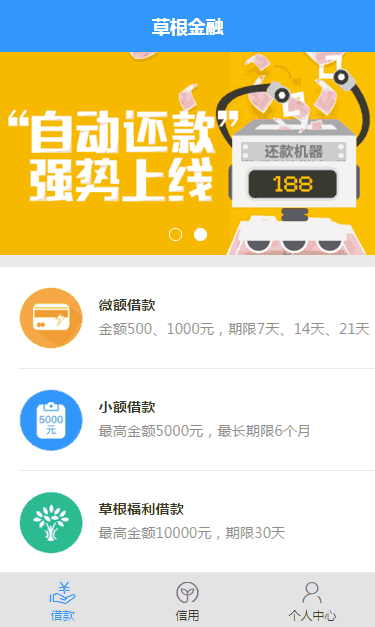 草根金融
“自动还款”
强势上线
还款机器
188
微额借款
金额500、1000元，期限7天、14天、21天
5000
元
小额借款
最高金额5000元，最长期限6个月
草根福利借款
最高金额10000元，期限30天
借款
信用
个人中心